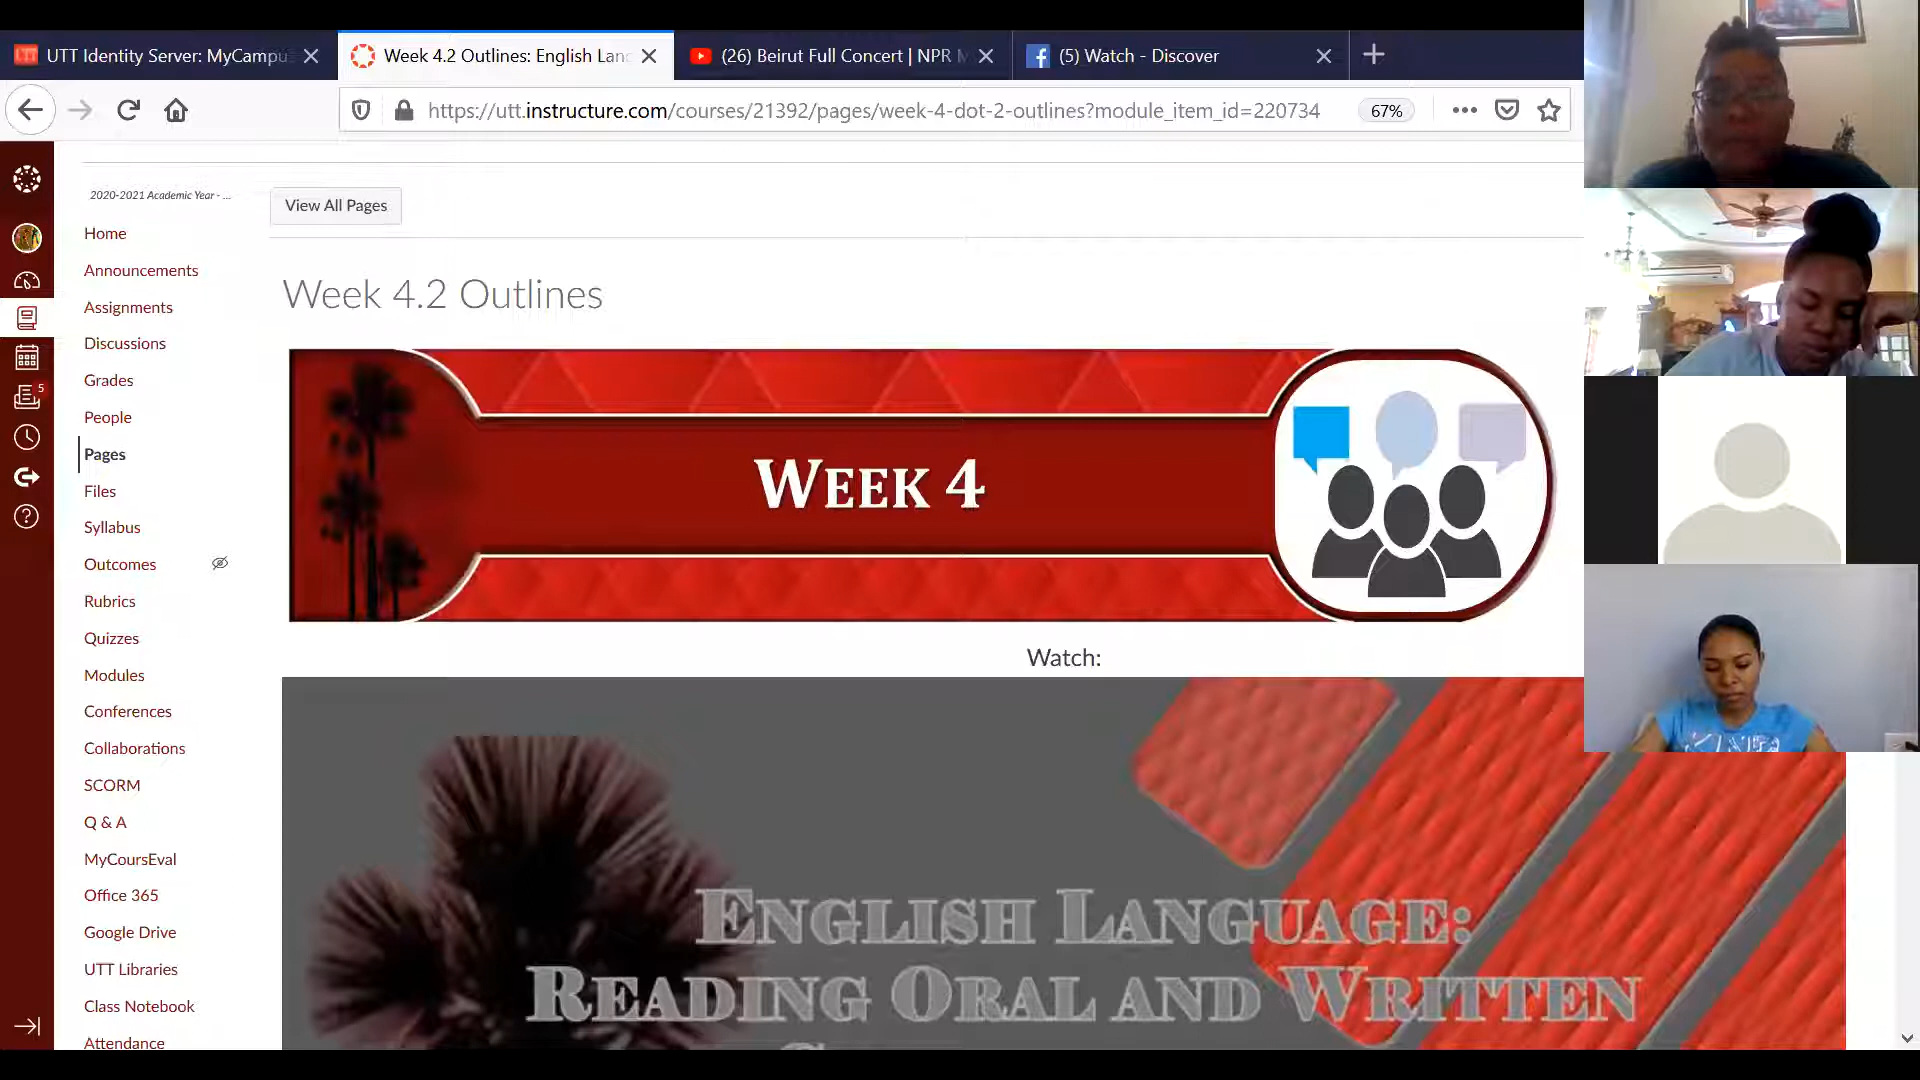 UTT Identity Server: MyCampu
Week 4.2 Outlines: English Lan
(26) Beirut Full Concert | NPR M
(5) Watch - Discover
https://utt.instructure.com/courses/21392/pages/week-4-dot-2-outlines?module_item_id=220734
67%
2020-2021 Academic Year - ...
View All Pages
Home
Announcements
Assignments
Discussions
Grades
People
Pages
Files
Syllabus
Outcomes
Rubrics
Quizzes
Modules
Conferences
Collaborations
SCORM
Q & A
MyCoursEval
Office 365
Google Drive
UTT Libraries
Class Notebook
Attendance
5
Week 4.2 Outlines
WEEK 4
Watch:
ENGLISH LANGUAGE:
READING ORAL AND WRITTEN